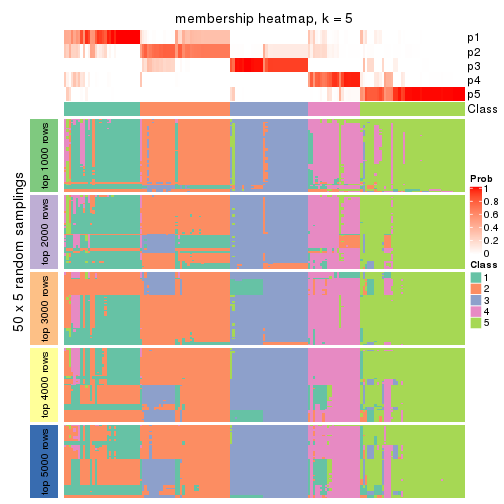 membership heatmap, k = 5
p1
p2
p3
p4
p5
Class
50 x 5 random samplings
top 1000 rows
top 2000 rows
top 3000 rows
top 4000 rows
top 5000 rows
Prob
1
0.8
0.6
0.4
0.2
0
Class
1
2
3
4
5